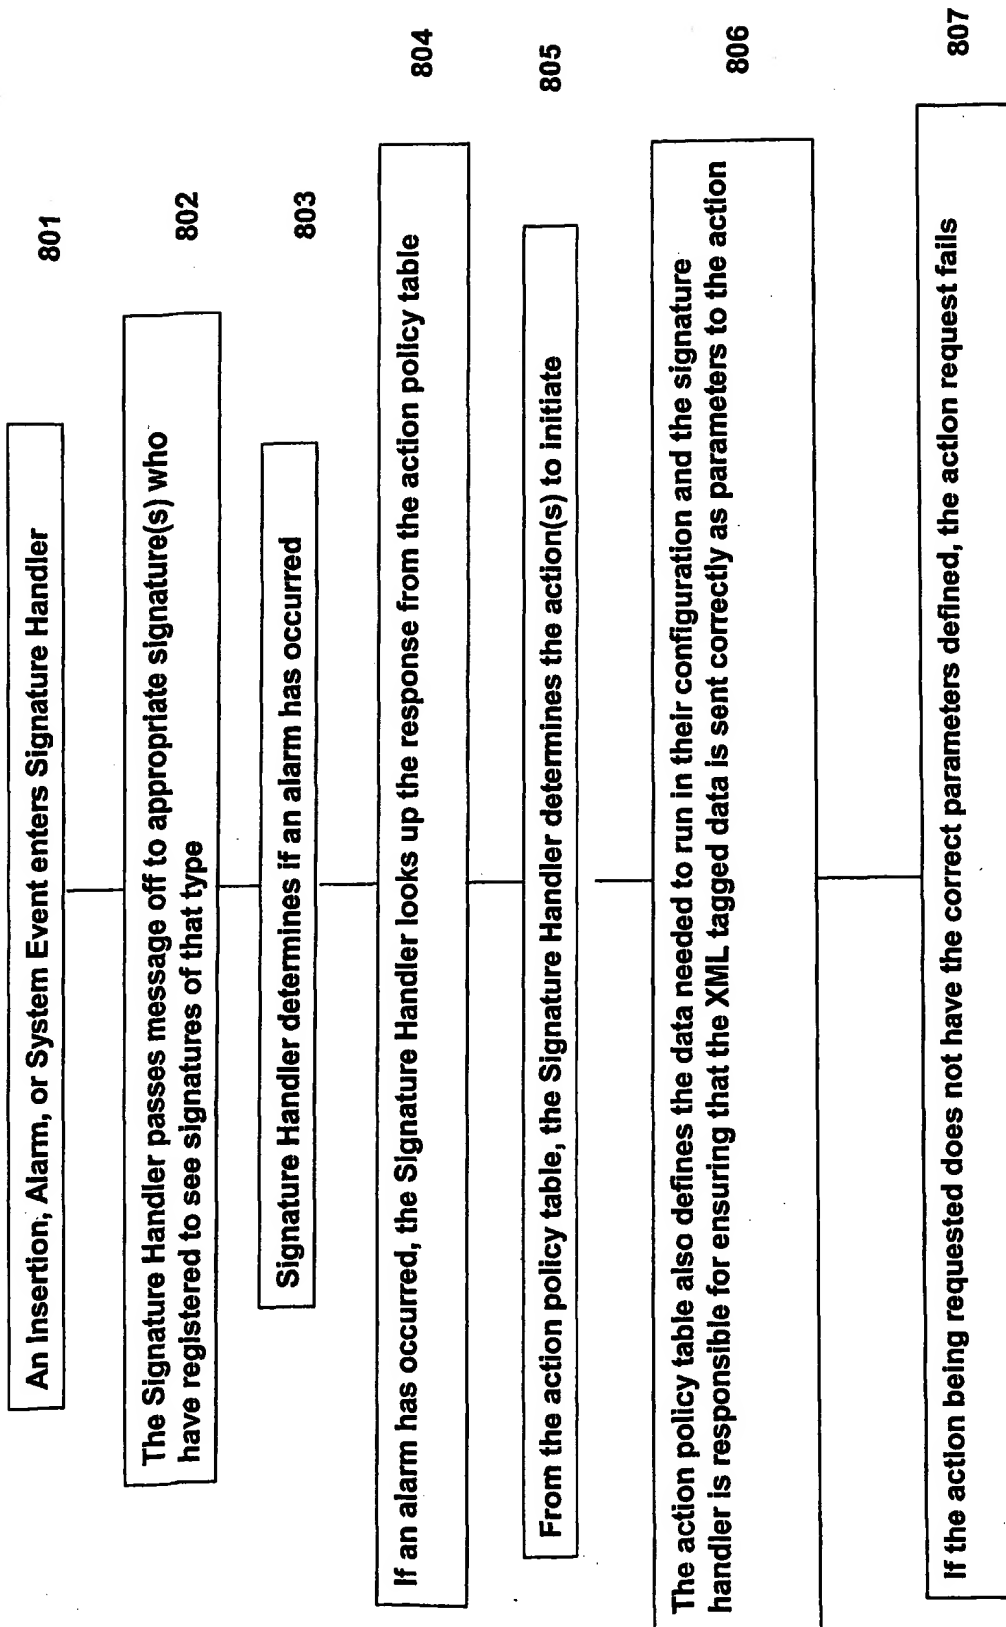 An Insertion, Alarm, or System Event enters Signature Handler
801
The Signature Handler passes message off to appropriate signature(s) who
have registered to see signatures of that type
802
Signature Handler determines if an alarm has occurred
803
If an alarm has occurred, the Signature Handler looks up the response from the action policy table
804
From the action policy table, the Signature Handler determines the action(s) to initiate
805
The action policy table also defines the data needed to run in their configuration and the signature
handler is responsible for ensuring that the XML tagged data is sent correctly as parameters to the action
806
If the action being requested does not have the correct parameters defined, the action request fails
807